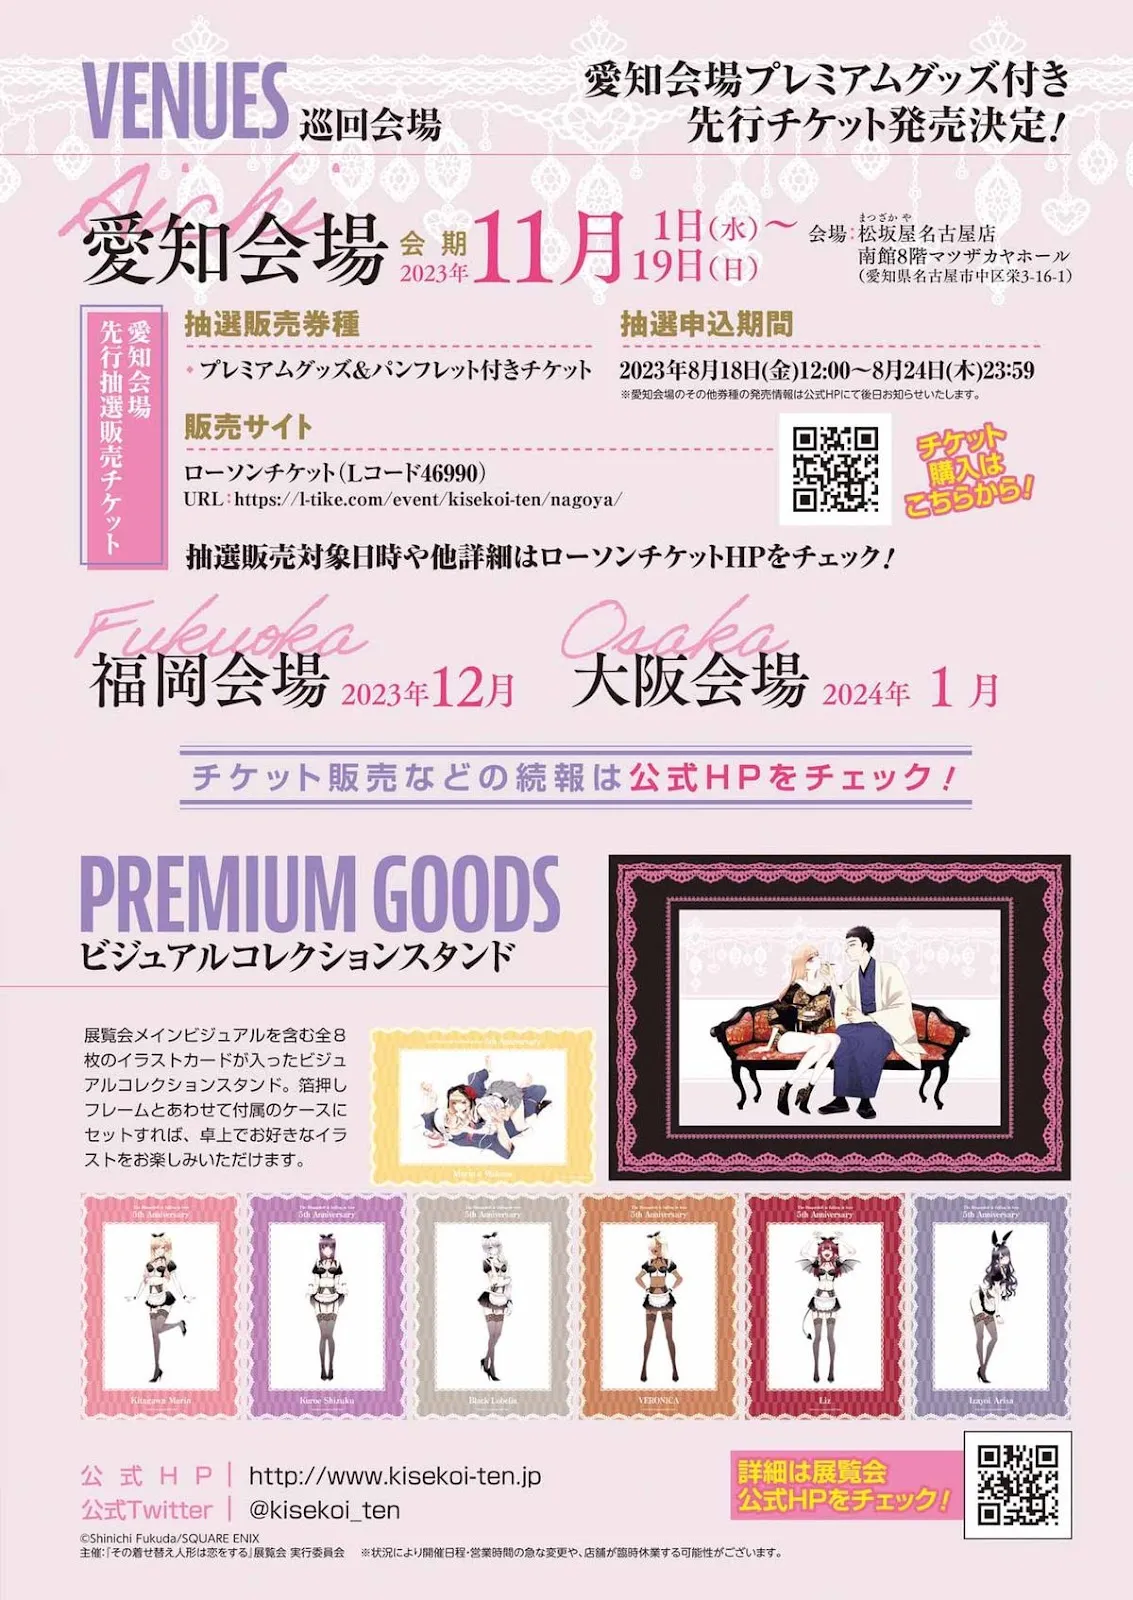 VENUES 巡回会場
愛知会場プレミアムグッズ付き
先行チケット発売決定!
Aichi
愛知会場
会期
2023年11月1日(水)〜
19日(日)
まつざかや
会場:松坂屋名古屋店
南館8階マツザカヤホール
(愛知県名古屋市中区栄3-16-1)
愛知会場
先行抽選販売チケット
抽選販売券種
・プレミアムグッズ&パンフレット付きチケット
抽選申込期間
2023年8月18日(金)12:00〜8月24日(木)23:59
※愛知会場のその他券種の発売情報は公式HPにて後日お知らせいたします。
販売サイト
ローソンチケット(Lコード46990)
URL:https://l-tike.com/event/kisekoi-ten/nagoya/
チケット
購入は
こちらから!
抽選販売対象日時や他詳細はローソンチケットHPをチェック!
Fukuoka
福岡会場 2023年12月
Osaka
大阪会場 2024年 1月
チケット販売などの続報は公式HPをチェック!
PREMIUM GOODS
ビジュアルコレクションスタンド
展覧会メインビジュアルを含む全8
枚のイラストカードが入ったビジュ
アルコレクションスタンド。箔押し
フレームとあわせて付属のケースに
セットすれば、卓上でお好きなイラ
ストをお楽しみいただけます。
5th Anniversary
5th Anniversary
Kitagawa Marin
5th Anniversary
Kuroe Shizuku
5th Anniversary
Black Lobelia
5th Anniversary
VERONICA
5th Anniversary
Liz
5th Anniversary
Izayoi Arisa
公式HP | http://www.kisekoi-ten.jp
公式Twitter | @kisekoi_ten
詳細は展覧会
公式HPをチェック!
©Shinichi Fukuda/SQUARE ENIX
主催:『その着せ替え人形は恋をする』展覧会 実行委員会 ※状況により開催日程・営業時間の急な変更や、店舗が臨時休業する可能性がございます。